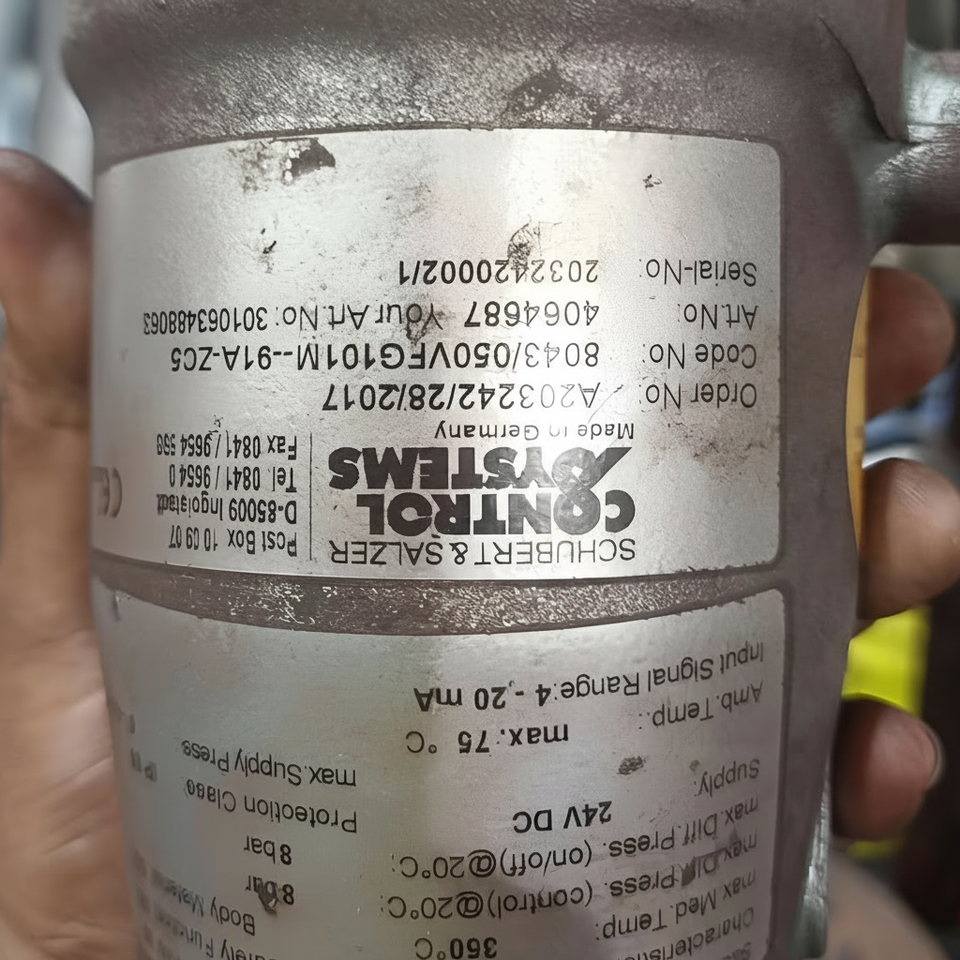 max.Med.Temp: 360°C
max.Diff.Press. (control)@20°C: 8 bar Body Material
max.Diff.Press. (on/off)@20°C: 8 bar
Supply: 24V DC Protection Class
Amb.Temp.: max. 75 °C max.Supply Press.
Input Signal Range: 4 - 20 mA
SCHUBERT & SALZER
CONTROL
SYSTEMS
Made in Germany
Post Box 10 09 07
D-85009 Ingolstadt
Tel. 0841 / 9654 0
Fax 0841 / 9654
CE
Order No: A203242/28/2017
Code No: 8043/050VFG101M--91A-ZC5
Art.No: 4064687 Your Art.No: 301063488063
Serial-No: 2032420002/1